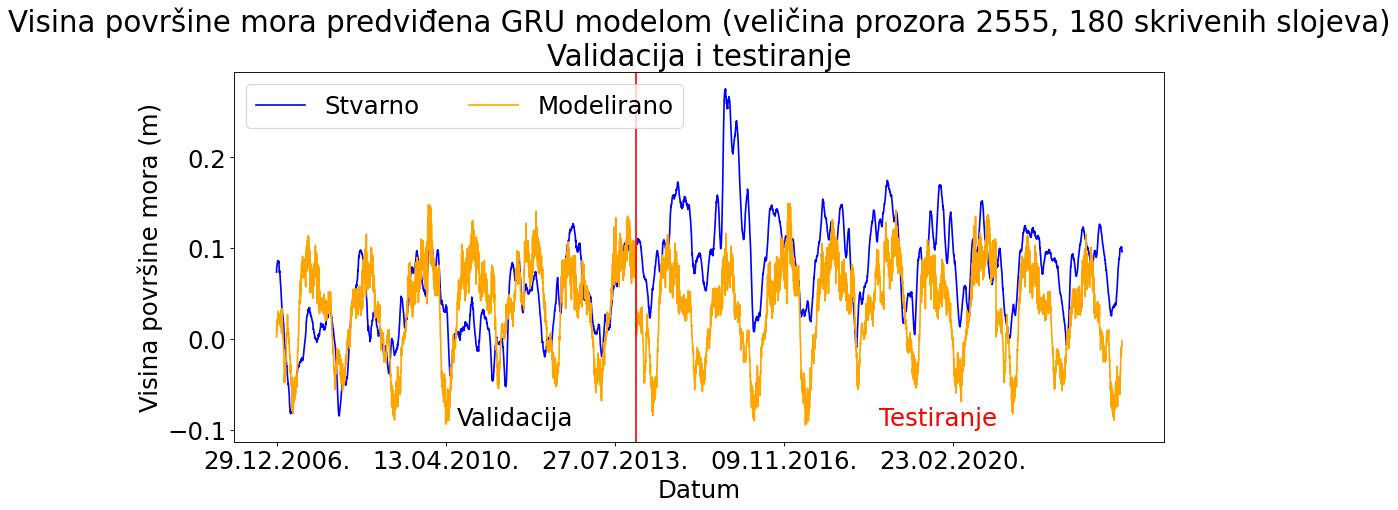 Visina površine mora predviđena GRU modelom (veličina prozora 2555, 180 skrivenih slojeva)
Validacija i testiranje
Stvarno
Modelirano
Visina površine mora (m)
0.2
0.1
0.0
−0.1
Validacija
Testiranje
29.12.2006.
13.04.2010.
27.07.2013.
09.11.2016.
23.02.2020.
Datum